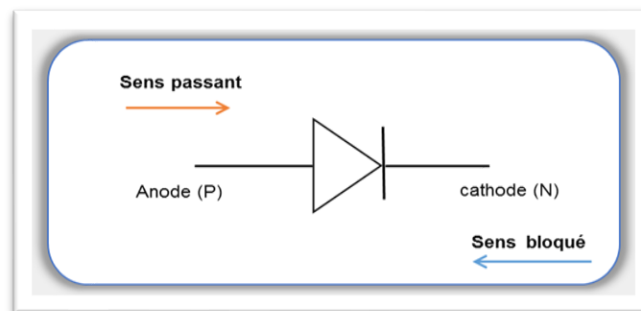 Sens passant
Anode (P)
cathode (N)
Sens bloqué